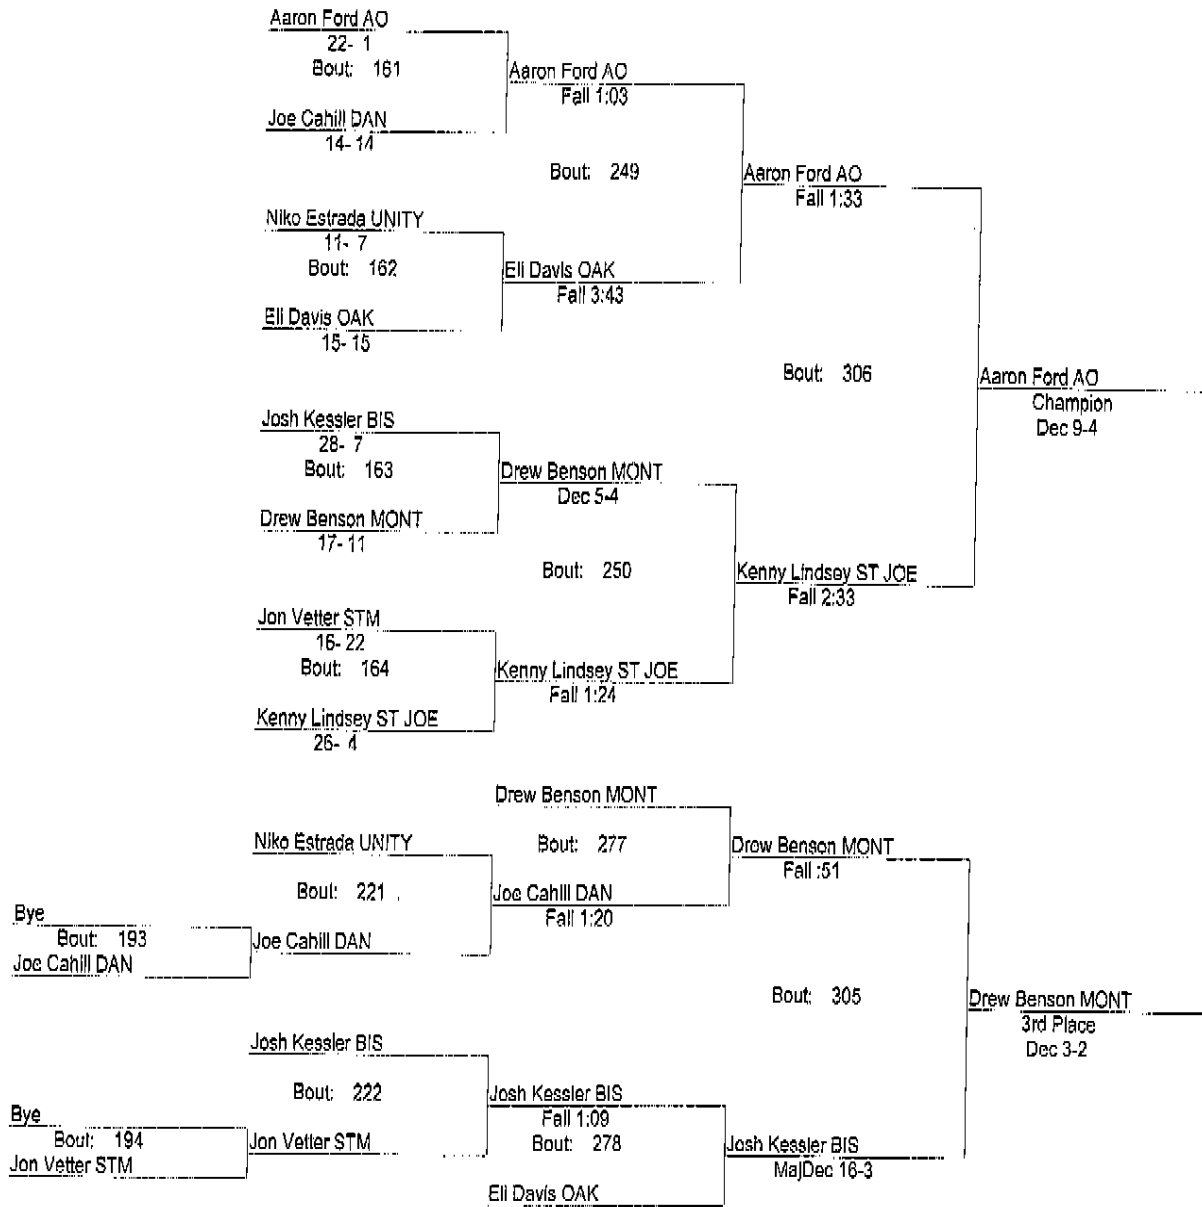 Aaron Ford AO
22- 1
Bout: 161
Aaron Ford AO
Fall 1:03
Joe Cahill DAN
14- 14
Bout: 249
Aaron Ford AO
Fall 1:33
Niko Estrada UNITY
11- 7
Bout: 162
Eli Davis OAK
Fall 3:43
Eli Davis OAK
15- 15
Bout: 306
Aaron Ford AO
Champion
Dec 9-4
Josh Kessler BIS
28- 7
Bout: 163
Drew Benson MONT
Dec 5-4
Drew Benson MONT
17- 11
Bout: 250
Kenny Lindsey ST JOE
Fall 2:33
Jon Vetter STM
16- 22
Bout: 164
Kenny Lindsey ST JOE
Fall 1:24
Kenny Lindsey ST JOE
26- 4
Drew Benson MONT
Niko Estrada UNITY
Bout: 277
Drew Benson MONT
Fall :51
Bout: 221
Joe Cahill DAN
Fall 1:20
Bye
Bout: 193
Joe Cahill DAN
Joe Cahill DAN
Bout: 305
Drew Benson MONT
3rd Place
Dec 3-2
Josh Kessler BIS
Bout: 222
Josh Kessler BIS
Fall 1:09
Bye
Bout: 194
Jon Vetter STM
Jon Vetter STM
Bout: 278
Josh Kessler BIS
MajDec 16-3
Eli Davis OAK